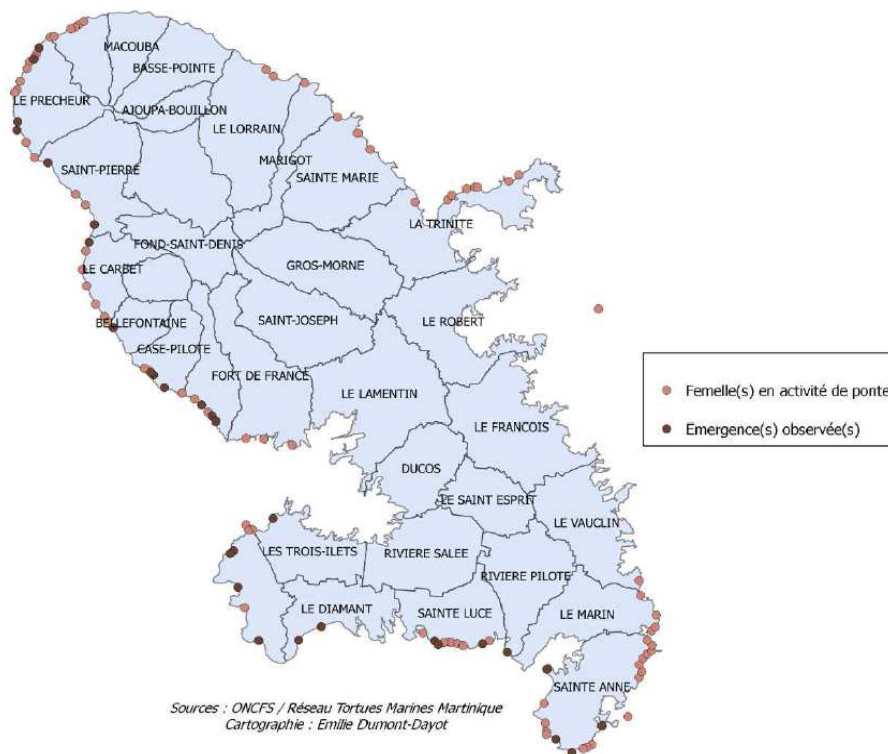 MACOUBA
BASSE-POINTE
LE PRECHEUR
AJOUPA-BOUILLON
LE LORRAIN
MARIGOT
SAINT-PIERRE
SAINTE MARIE
LA TRINITE
FOND-SAINT-DENIS
LE CARBET
GROS-MORNE
BELLEFONTAINE
SAINT-JOSEPH
LE ROBERT
CASE-PILOTE
FORT DE FRANCE
LE LAMENTIN
Femelle(s) en activité de ponte
Emergence(s) observée(s)
LE FRANCOIS
DUCOS
LE SAINT ESPRIT
LE VAUCLIN
LES TROIS-ILETS
RIVIERE SALEE
RIVIERE PILOTE
LE DIAMANT
SAINTE LUCE
LE MARIN
SAINTE ANNE
Sources : ONCFS / Réseau Tortues Marines Martinique
Cartographie : Emilie Dumont-Dayot